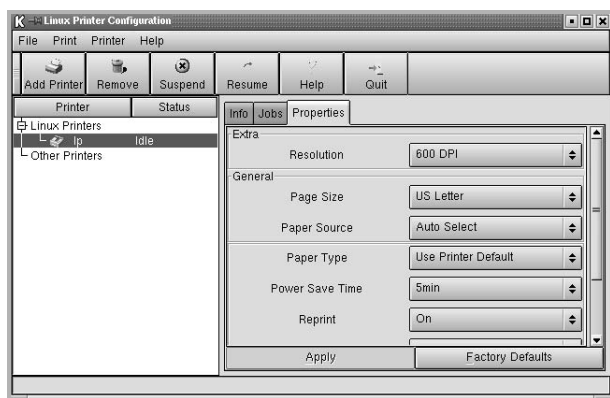 K Linux Printer Configuration
File Print Printer Help
Add Printer Remove Suspend Resume Help Quit
Printer Status
Linux Printers
lp Idle
Other Printers
Info Jobs Properties
Extra
Resolution 600 DPI
General
Page Size US Letter
Paper Source Auto Select
Paper Type Use Printer Default
Power Save Time 5min
Reprint On
Apply Factory Defaults